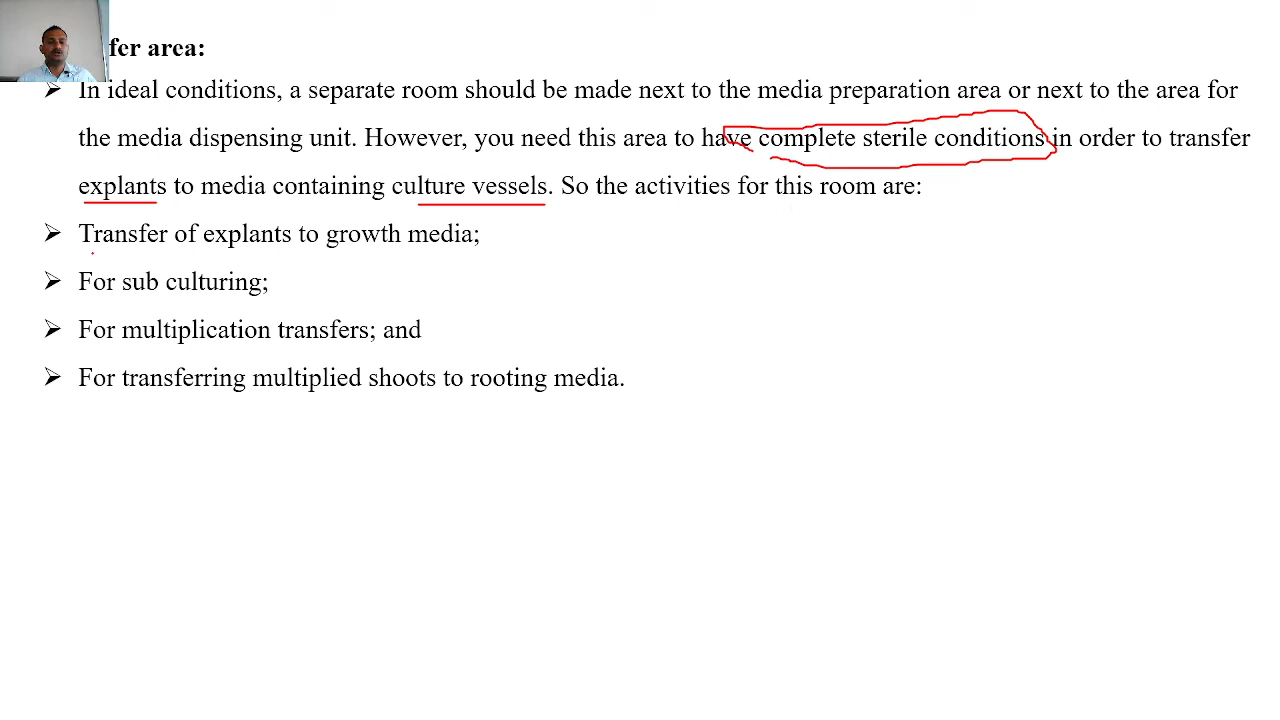 fer area:
➢ In ideal conditions, a separate room should be made next to the media preparation area or next to the area for
the media dispensing unit. However, you need this area to have complete sterile conditions in order to transfer
explants to media containing culture vessels. So the activities for this room are:
➢ Transfer of explants to growth media;
➢ For sub culturing;
➢ For multiplication transfers; and
➢ For transferring multiplied shoots to rooting media.